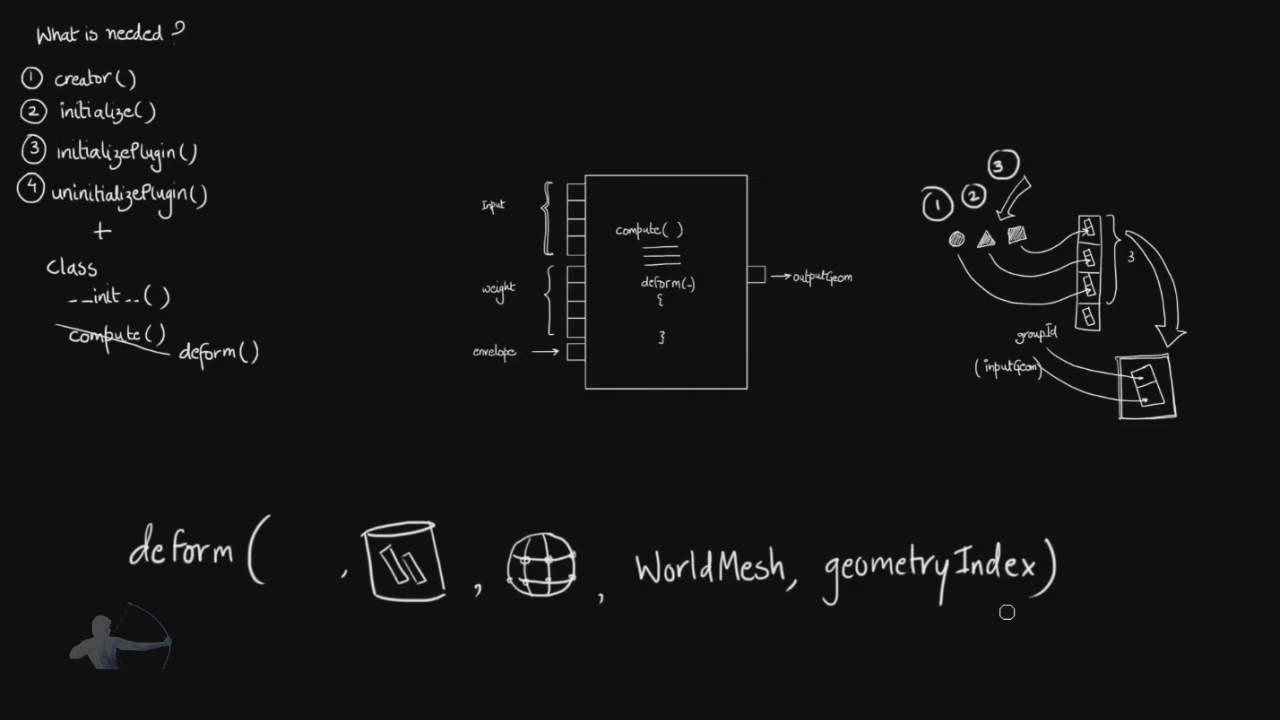 What is needed ?
1 creator()
2 initialize()
3 initializePlugin()
4 uninitializePlugin()
+
class
__init__()
compute()
deform()
Input
weight
envelope
compute( )
deform(-)
{
}
outputGeom
1 2 3
3
groupId
(inputGeom)
deform( , , , WorldMesh, geometryIndex)